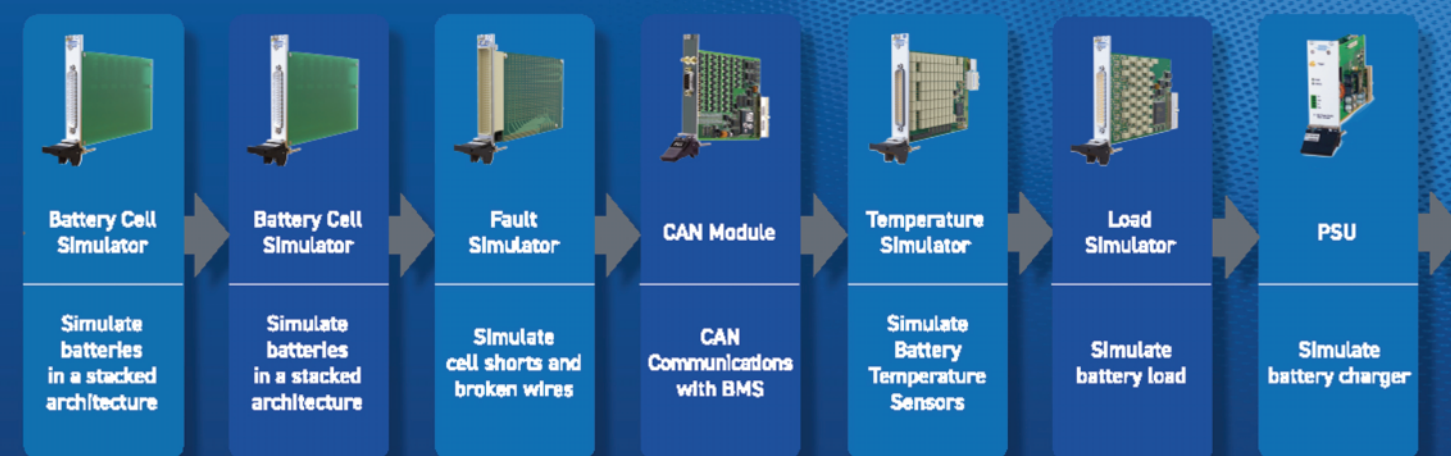 Battery Cell
Simulator
Simulate
batteries
in a stacked
architecture
Battery Cell
Simulator
Simulate
batteries
in a stacked
architecture
Fault
Simulator
Simulate
cell shorts and
broken wires
CAN Module
CAN
Communications
with BMS
Temperature
Simulator
Simulate
Battery
Temperature
Sensors
Load
Simulator
Simulate
battery load
PSU
Simulate
battery charger